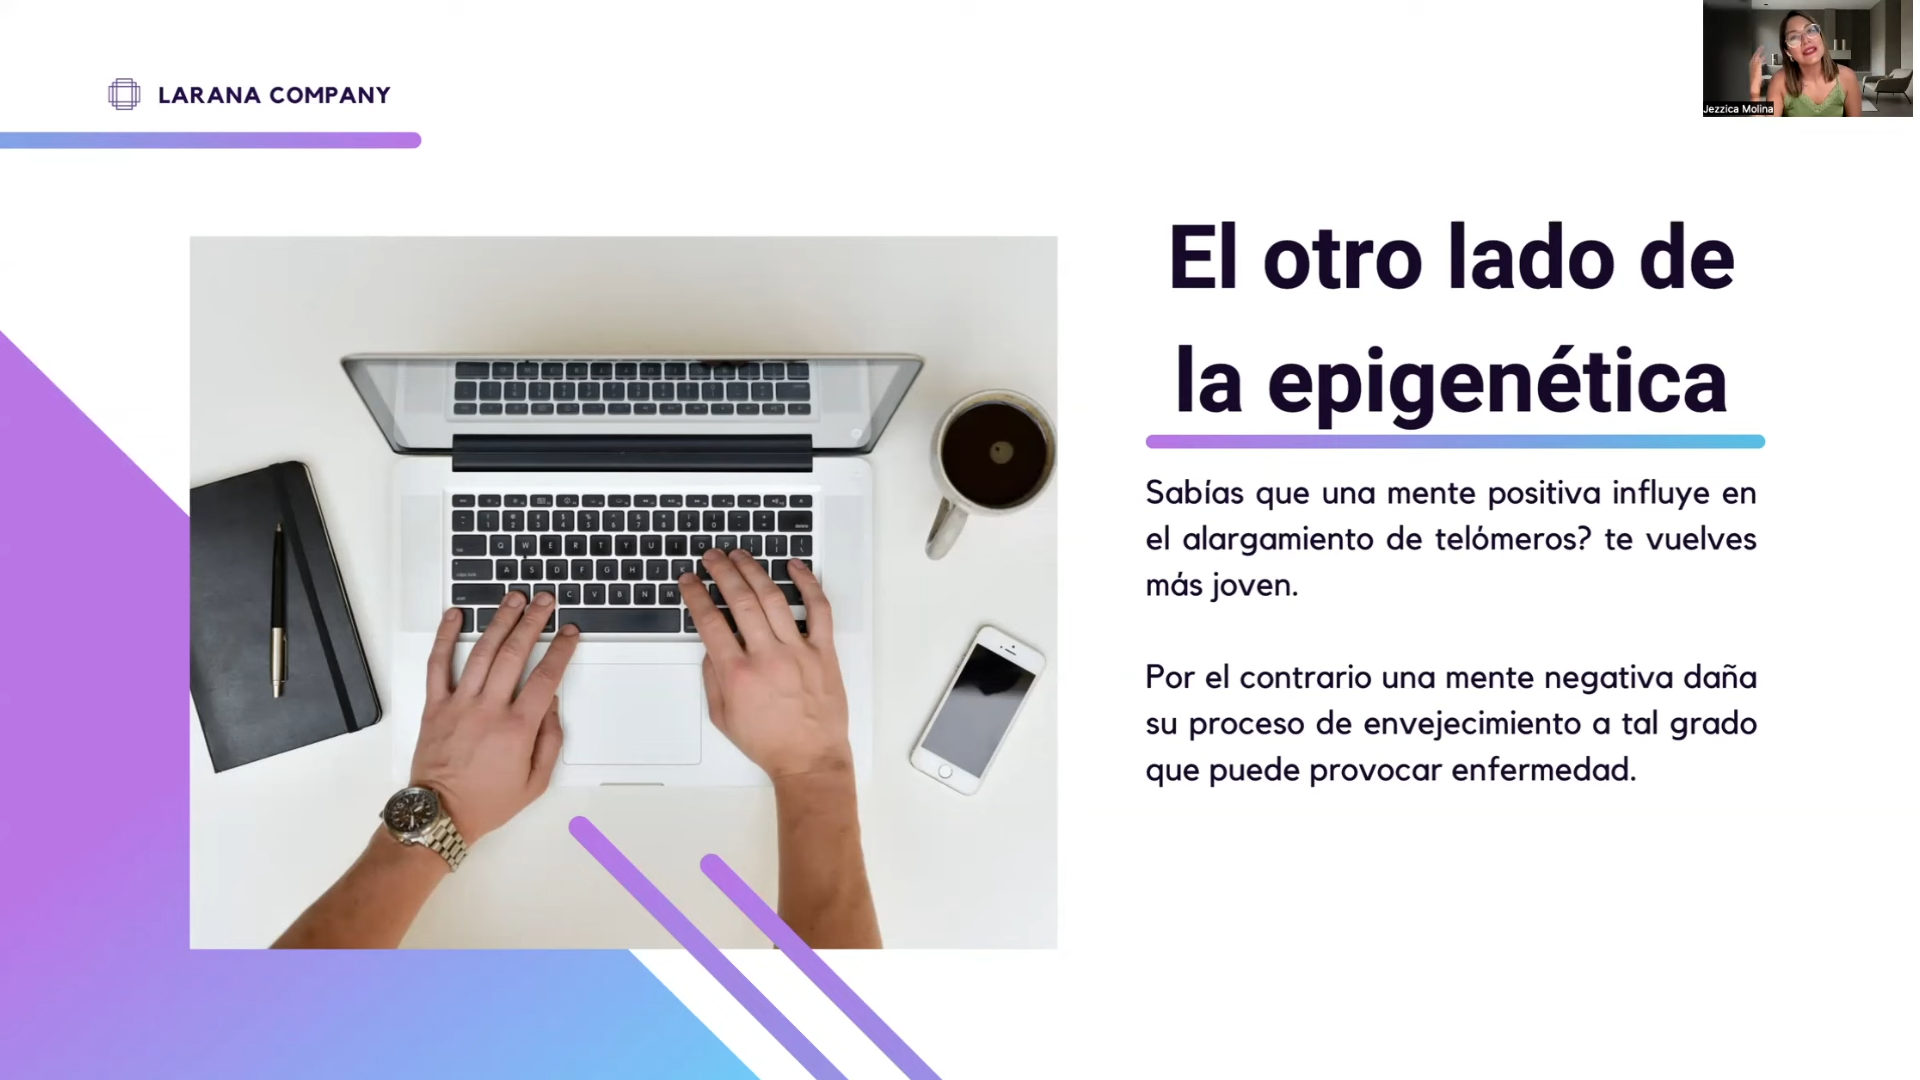 LARANA COMPANY
Jezzica Molina
El otro lado de
la epigenética
Sabías que una mente positiva influye en
el alargamiento de telómeros? te vuelves
más joven.
Por el contrario una mente negativa daña
su proceso de envejecimiento a tal grado
que puede provocar enfermedad.